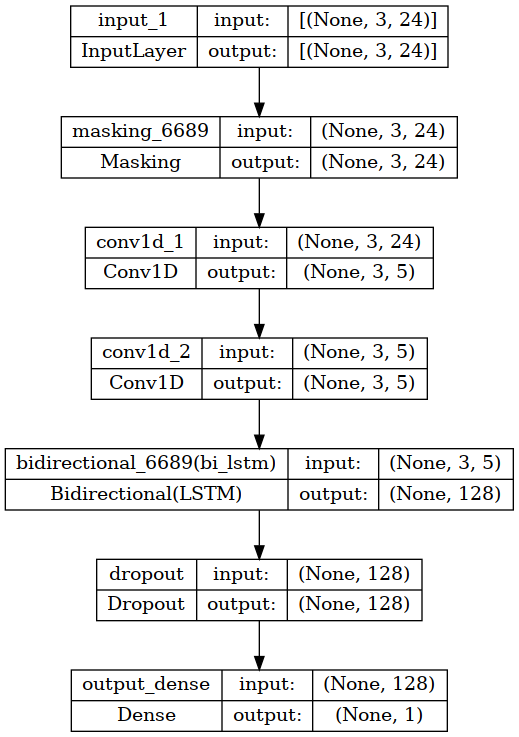 input_1 input: [(None, 3, 24)]
InputLayer output: [(None, 3, 24)]
masking_6689 input: (None, 3, 24)
Masking output: (None, 3, 24)
conv1d_1 input: (None, 3, 24)
Conv1D output: (None, 3, 5)
conv1d_2 input: (None, 3, 5)
Conv1D output: (None, 3, 5)
bidirectional_6689(bi_lstm) input: (None, 3, 5)
Bidirectional(LSTM) output: (None, 128)
dropout input: (None, 128)
Dropout output: (None, 128)
output_dense input: (None, 128)
Dense output: (None, 1)